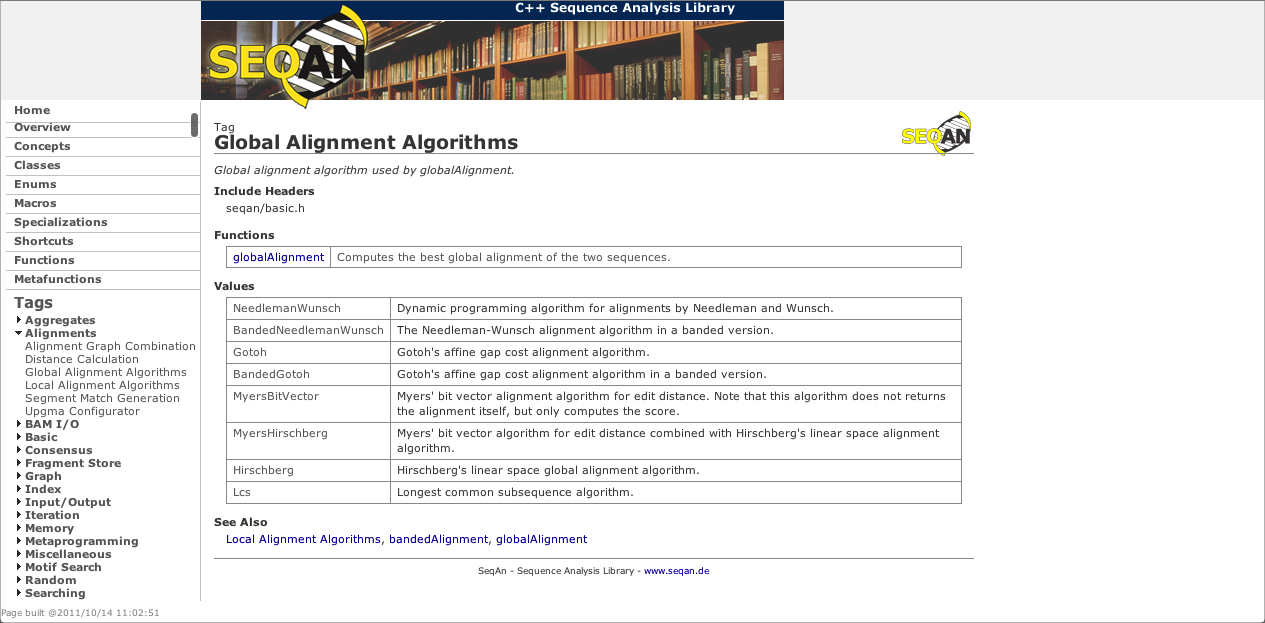 C++ Sequence Analysis Library
SEQAN
Home
Overview
Concepts
Classes
Enums
Macros
Specializations
Shortcuts
Functions
Metafunctions
Tags
Aggregates
Alignments
Alignment Graph Combination
Distance Calculation
Global Alignment Algorithms
Local Alignment Algorithms
Segment Match Generation
Upgma Configurator
BAM I/O
Basic
Consensus
Fragment Store
Graph
Index
Input/Output
Iteration
Memory
Metaprogramming
Miscellaneous
Motif Search
Random
Searching
Page built @2011/10/14 11:02:51
Tag
Global Alignment Algorithms
SEQAN
Global alignment algorithm used by globalAlignment.
Include Headers
seqan/basic.h
Functions
globalAlignment Computes the best global alignment of the two sequences.
Values
NeedlemanWunsch Dynamic programming algorithm for alignments by Needleman and Wunsch.
BandedNeedlemanWunsch The Needleman-Wunsch alignment algorithm in a banded version.
Gotoh Gotoh's affine gap cost alignment algorithm.
BandedGotoh Gotoh's affine gap cost alignment algorithm in a banded version.
MyersBitVector Myers' bit vector alignment algorithm for edit distance. Note that this algorithm does not returns
the alignment itself, but only computes the score.
MyersHirschberg Myers' bit vector algorithm for edit distance combined with Hirschberg's linear space alignment
algorithm.
Hirschberg Hirschberg's linear space global alignment algorithm.
Lcs Longest common subsequence algorithm.
See Also
Local Alignment Algorithms, bandedAlignment, globalAlignment
SeqAn - Sequence Analysis Library - www.seqan.de